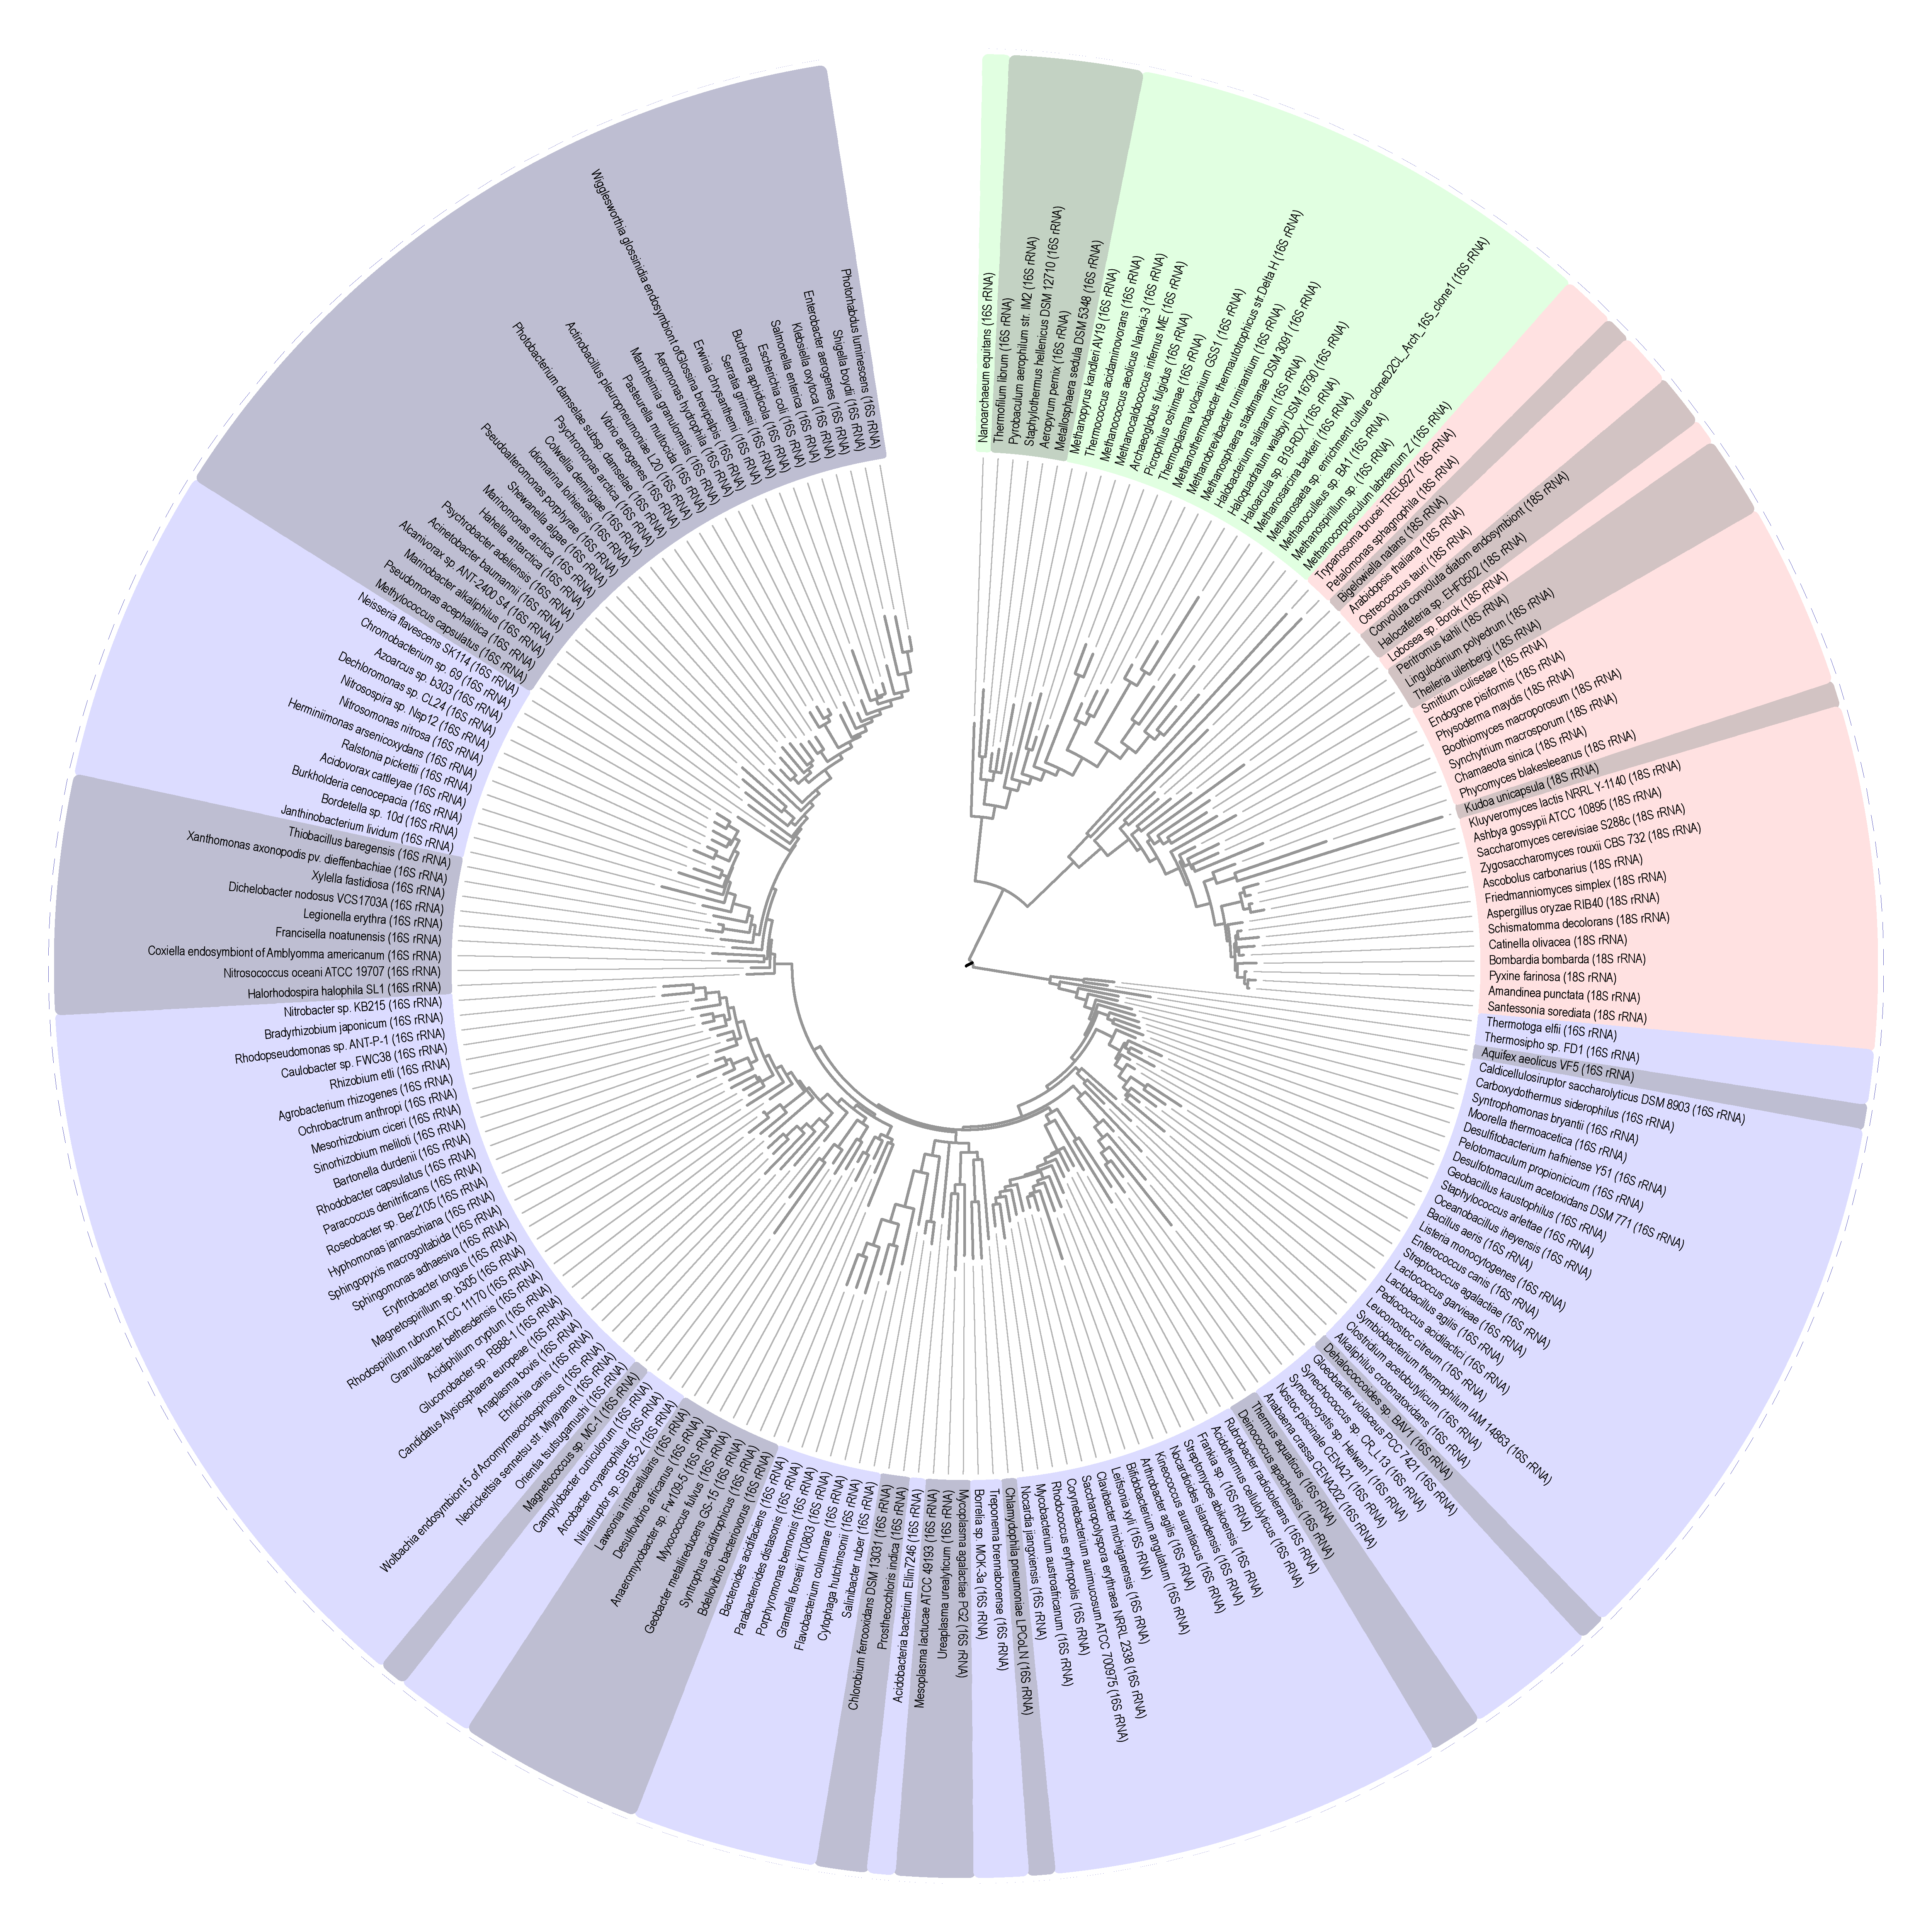 Nanoarchaeum equitans (16S rRNA)
Thermofilum librum (16S rRNA)
Pyrobaculum aerophilum str. IM2 (16S rRNA)
Staphylothermus hellenicus DSM 12710 (16S rRNA)
Aeropyrum pernix (16S rRNA)
Metallosphaera sedula DSM 5348 (16S rRNA)
Methanopyrus kandleri AV19 (16S rRNA)
Thermococcus acidaminovorans (16S rRNA)
Methanococcus aeolicus Nankai-3 (16S rRNA)
Methanocaldococcus infernus ME (16S rRNA)
Archaeoglobus fulgidus (16S rRNA)
Picrophilus oshimae (16S rRNA)
Thermoplasma volcanium GSS1 (16S rRNA)
Methanothermobacter thermautotrophicus str.Delta H (16S rRNA)
Methanobrevibacter ruminantium (16S rRNA)
Methanosphaera stadtmanae DSM 3091 (16S rRNA)
Halobacterium salinarum (16S rRNA)
Haloquadratum walsbyi DSM 16790 (16S rRNA)
Haloarcula sp. B19-RDX (16S rRNA)
Methanosarcina barkeri (16S rRNA)
Methanosaeta sp. enrichment culture cloneD2CL_Arch_16S_clone1 (16S rRNA)
Methanoculleus sp. BA1 (16S rRNA)
Methanospirillum sp. (16S rRNA)
Methanocorpusculum labreanum Z (16S rRNA)
Trypanosoma brucei TREU927 (18S rRNA)
Petalomonas sphagnophila (18S rRNA)
Bigelowiella natans (18S rRNA)
Arabidopsis thaliana (18S rRNA)
Ostreococcus tauri (18S rRNA)
Convoluta convoluta diatom endosymbiont (18S rRNA)
Halocafeteria sp. EHF0502 (18S rRNA)
Lobosea sp. Borok (18S rRNA)
Peritromus kahli (18S rRNA)
Lingulodinium polyedrum (18S rRNA)
Theileria uilenbergi (18S rRNA)
Smittium culisetae (18S rRNA)
Endogone pisiformis (18S rRNA)
Physoderma maydis (18S rRNA)
Boothiomyces macroporosum (18S rRNA)
Synchytrium macrosporum (18S rRNA)
Chamaeota sinica (18S rRNA)
Phycomyces blakesleeanus (18S rRNA)
Kudoa unicapsula (18S rRNA)
Kluyveromyces lactis NRRL Y-1140 (18S rRNA)
Ashbya gossypii ATCC 10895 (18S rRNA)
Saccharomyces cerevisiae S288c (18S rRNA)
Zygosaccharomyces rouxii CBS 732 (18S rRNA)
Ascobolus carbonarius (18S rRNA)
Friedmanniomyces simplex (18S rRNA)
Aspergillus oryzae RIB40 (18S rRNA)
Schismatomma decolorans (18S rRNA)
Catinella olivacea (18S rRNA)
Bombardia bombarda (18S rRNA)
Pyxine farinosa (18S rRNA)
Amandinea punctata (18S rRNA)
Santessonia sorediata (18S rRNA)
Thermotoga elfii (16S rRNA)
Thermosipho sp. FD1 (16S rRNA)
Aquifex aeolicus VF5 (16S rRNA)
Caldicellulosiruptor saccharolyticus DSM 8903 (16S rRNA)
Carboxydothermus siderophilus (16S rRNA)
Syntrophomonas bryantii (16S rRNA)
Moorella thermoacetica (16S rRNA)
Desulfitobacterium hafniense Y51 (16S rRNA)
Pelotomaculum propionicicum (16S rRNA)
Desulfotomaculum acetoxidans DSM 771 (16S rRNA)
Geobacillus kaustophilus (16S rRNA)
Staphylococcus arlettae (16S rRNA)
Oceanobacillus iheyensis (16S rRNA)
Bacillus aeris (16S rRNA)
Listeria monocytogenes (16S rRNA)
Enterococcus canis (16S rRNA)
Streptococcus agalactiae (16S rRNA)
Lactococcus garvieae (16S rRNA)
Lactobacillus agilis (16S rRNA)
Pediococcus acidilactici (16S rRNA)
Leuconostoc citreum (16S rRNA)
Symbiobacterium thermophilum IAM 14863 (16S rRNA)
Clostridium acetobutylicum (16S rRNA)
Alkaliphilus crotonatoxidans (16S rRNA)
Dehalococcoides sp. BAV1 (16S rRNA)
Gloeobacter violaceus PCC 7421 (16S rRNA)
Synechococcus sp. CR_L13 (16S rRNA)
Synechocystis sp. Helwan1 (16S rRNA)
Nostoc piscinale CENA21 (16S rRNA)
Anabaena crassa CENA202 (16S rRNA)
Thermus aquaticus (16S rRNA)
Deinococcus apachensis (16S rRNA)
Rubrobacter radiotolerans (16S rRNA)
Acidothermus cellulolyticus (16S rRNA)
Frankia sp. (16S rRNA)
Streptomyces abikoensis (16S rRNA)
Nocardioides islandensis (16S rRNA)
Kineococcus aurantiacus (16S rRNA)
Arthrobacter agilis (16S rRNA)
Bifidobacterium angulatum (16S rRNA)
Leifsonia xyli (16S rRNA)
Clavibacter michiganensis (16S rRNA)
Saccharopolyspora erythraea NRRL 2338 (16S rRNA)
Corynebacterium aurimucosum ATCC 700975 (16S rRNA)
Rhodococcus erythropolis (16S rRNA)
Mycobacterium austroafricanum (16S rRNA)
Nocardia jiangxiensis (16S rRNA)
Chlamydophila pneumoniae LPCoLN (16S rRNA)
Treponema brennaborense (16S rRNA)
Borrelia sp. MOK-3a (16S rRNA)
Mycoplasma agalactiae PG2 (16S rRNA)
Ureaplasma urealyticum (16S rRNA)
Mesoplasma lactucae ATCC 49193 (16S rRNA)
Acidobacteria bacterium Ellin7246 (16S rRNA)
Prosthecochloris indica (16S rRNA)
Chlorobium ferrooxidans DSM 13031 (16S rRNA)
Salinibacter ruber (16S rRNA)
Cytophaga hutchinsonii (16S rRNA)
Flavobacterium columnare (16S rRNA)
Gramella forsetii KT0803 (16S rRNA)
Porphyromonas bennonis (16S rRNA)
Parabacteroides distasonis (16S rRNA)
Bacteroides acidifaciens (16S rRNA)
Bdellovibrio bacteriovorus (16S rRNA)
Syntrophus aciditrophicus (16S rRNA)
Geobacter metallireducens GS-15 (16S rRNA)
Myxococcus fulvus (16S rRNA)
Anaeromyxobacter sp. Fw109-5 (16S rRNA)
Desulfovibrio africanus (16S rRNA)
Lawsonia intracellularis (16S rRNA)
Nitratiruptor sp. SB155-2 (16S rRNA)
Arcobacter cryaerophilus (16S rRNA)
Campylobacter cuniculorum (16S rRNA)
Magnetococcus sp. MC-1 (16S rRNA)
Orientia tsutsugamushi (16S rRNA)
Neorickettsia sennetsu str. Miyayama (16S rRNA)
Wolbachia endosymbiont 5 of Acromyrmexoctospinosus (16S rRNA)
Ehrlichia canis (16S rRNA)
Anaplasma bovis (16S rRNA)
Candidatus Alysiosphaera europeae (16S rRNA)
Gluconobacter sp. RB88-1 (16S rRNA)
Acidiphilium cryptum (16S rRNA)
Granulibacter bethesdensis (16S rRNA)
Rhodospirillum rubrum ATCC 11170 (16S rRNA)
Magnetospirillum sp. b305 (16S rRNA)
Erythrobacter longus (16S rRNA)
Sphingomonas adhaesiva (16S rRNA)
Sphingopyxis macrogoltabida (16S rRNA)
Hyphomonas jannaschiana (16S rRNA)
Roseobacter sp. Ber2105 (16S rRNA)
Paracoccus denitrificans (16S rRNA)
Rhodobacter capsulatus (16S rRNA)
Bartonella durdenii (16S rRNA)
Sinorhizobium meliloti (16S rRNA)
Mesorhizobium ciceri (16S rRNA)
Ochrobactrum anthropi (16S rRNA)
Agrobacterium rhizogenes (16S rRNA)
Rhizobium etli (16S rRNA)
Caulobacter sp. FWC38 (16S rRNA)
Rhodopseudomonas sp. ANT-P-1 (16S rRNA)
Bradyrhizobium japonicum (16S rRNA)
Nitrobacter sp. KB215 (16S rRNA)
Halorhodospira halophila SL1 (16S rRNA)
Nitrosococcus oceani ATCC 19707 (16S rRNA)
Coxiella endosymbiont of Amblyomma americanum (16S rRNA)
Francisella noatunensis (16S rRNA)
Legionella erythra (16S rRNA)
Dichelobacter nodosus VCS1703A (16S rRNA)
Xylella fastidiosa (16S rRNA)
Xanthomonas axonopodis pv. dieffenbachiae (16S rRNA)
Thiobacillus baregensis (16S rRNA)
Janthinobacterium lividum (16S rRNA)
Bordetella sp. 10d (16S rRNA)
Burkholderia cenocepacia (16S rRNA)
Acidovorax cattleyae (16S rRNA)
Ralstonia pickettii (16S rRNA)
Herminiimonas arsenicoxydans (16S rRNA)
Nitrosomonas nitrosa (16S rRNA)
Nitrosospira sp. Nsp12 (16S rRNA)
Dechloromonas sp. CL24 (16S rRNA)
Azoarcus sp. b303 (16S rRNA)
Chromobacterium sp. 69 (16S rRNA)
Neisseria flavescens SK114 (16S rRNA)
Methylococcus capsulatus (16S rRNA)
Pseudomonas acephalitica (16S rRNA)
Marinobacter alkaliphilus (16S rRNA)
Alcanivorax sp. ANT-2400 S4 (16S rRNA)
Acinetobacter baumannii (16S rRNA)
Psychrobacter adeliensis (16S rRNA)
Hahella antarctica (16S rRNA)
Marinomonas arctica (16S rRNA)
Shewanella algae (16S rRNA)
Pseudoalteromonas porphyrae (16S rRNA)
Idiomarina loihiensis (16S rRNA)
Colwellia demingiae (16S rRNA)
Psychromonas arctica (16S rRNA)
Photobacterium damselae subsp. damselae (16S rRNA)
Vibrio aerogenes (16S rRNA)
Actinobacillus pleuropneumoniae L20 (16S rRNA)
Pasteurella multocida (16S rRNA)
Mannheimia granulomatis (16S rRNA)
Aeromonas hydrophila (16S rRNA)
Wigglesworthia glossinidia endosymbiont ofGlossina brevipalpis (16S rRNA)
Erwinia chrysanthemi (16S rRNA)
Serratia grimesii (16S rRNA)
Buchnera aphidicola (16S rRNA)
Escherichia coli (16S rRNA)
Salmonella enterica (16S rRNA)
Klebsiella oxytoca (16S rRNA)
Enterobacter aerogenes (16S rRNA)
Shigella boydii (16S rRNA)
Photorhabdus luminescens (16S rRNA)